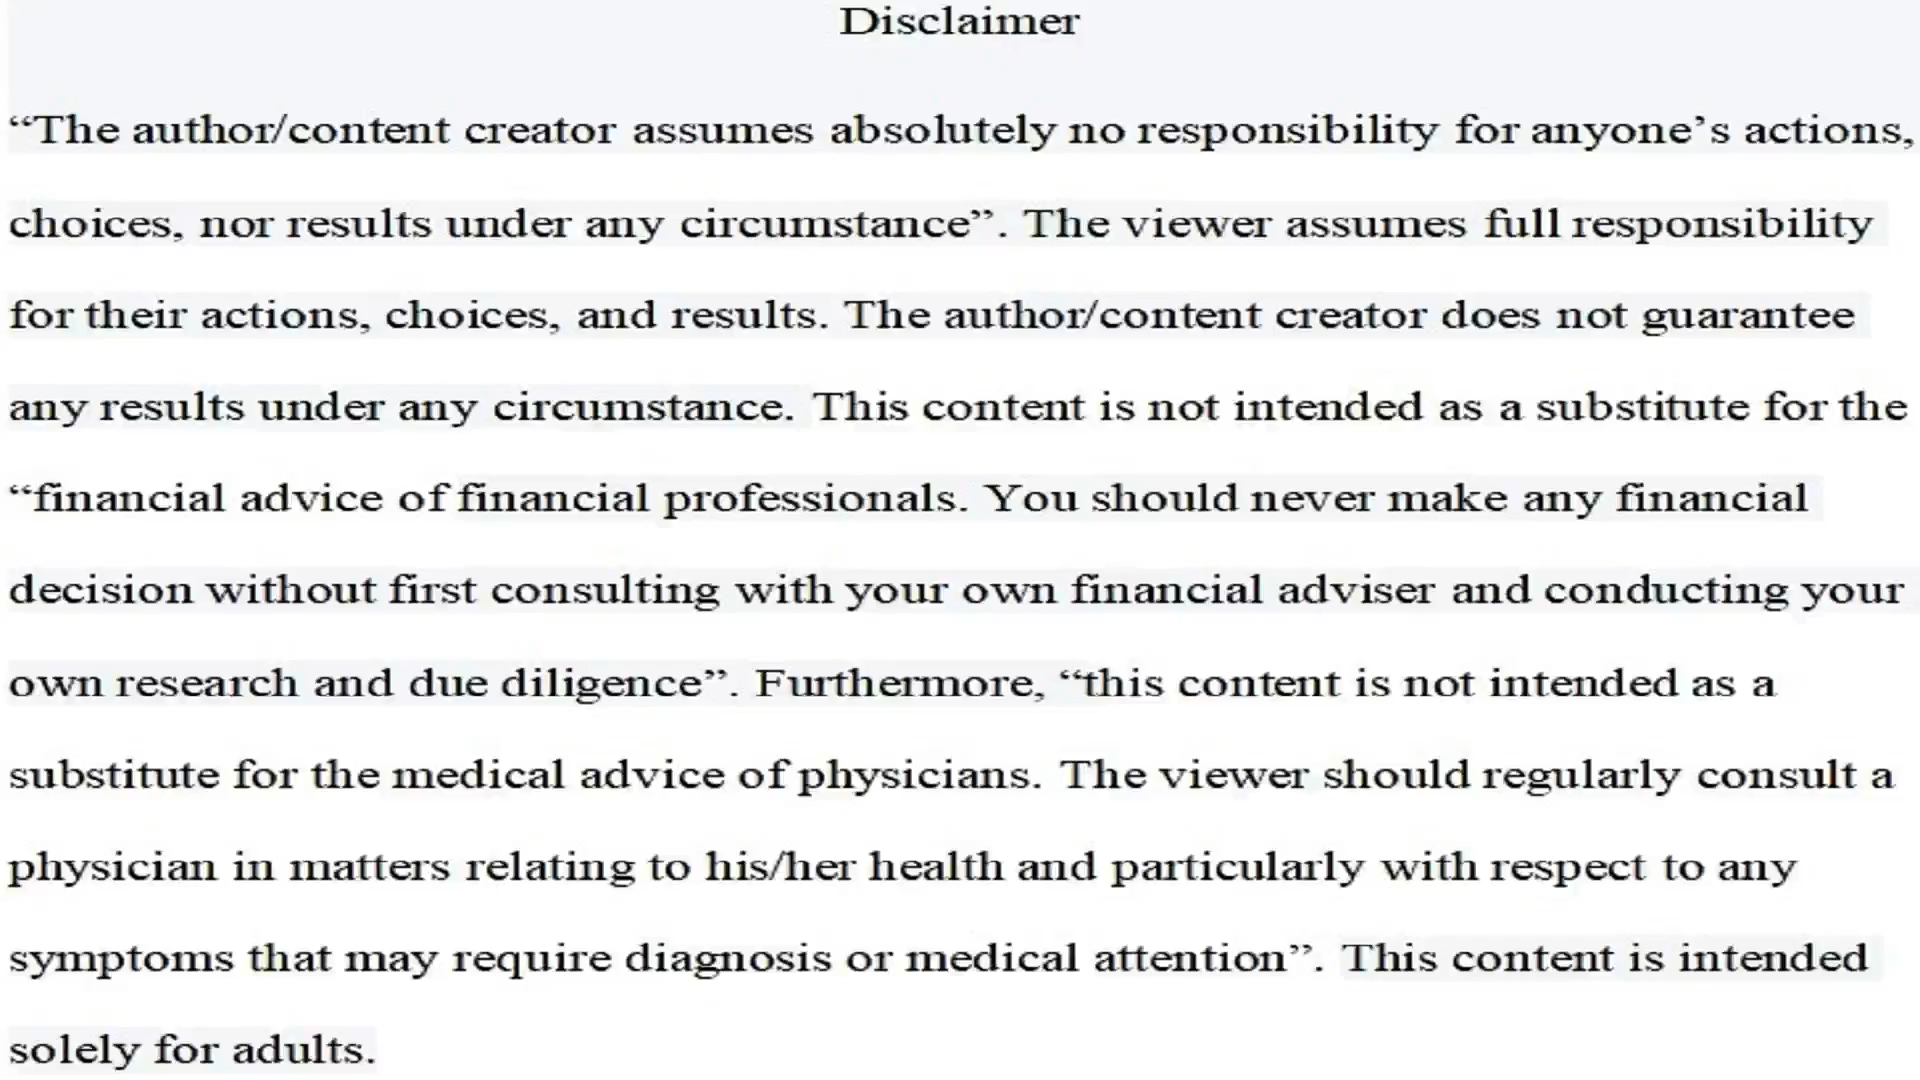 Disclaimer
“The author/content creator assumes absolutely no responsibility for anyone’s actions,
choices, nor results under any circumstance”. The viewer assumes full responsibility
for their actions, choices, and results. The author/content creator does not guarantee
any results under any circumstance. This content is not intended as a substitute for the
“financial advice of financial professionals. You should never make any financial
decision without first consulting with your own financial adviser and conducting your
own research and due diligence”. Furthermore, “this content is not intended as a
substitute for the medical advice of physicians. The viewer should regularly consult a
physician in matters relating to his/her health and particularly with respect to any
symptoms that may require diagnosis or medical attention”. This content is intended
solely for adults.